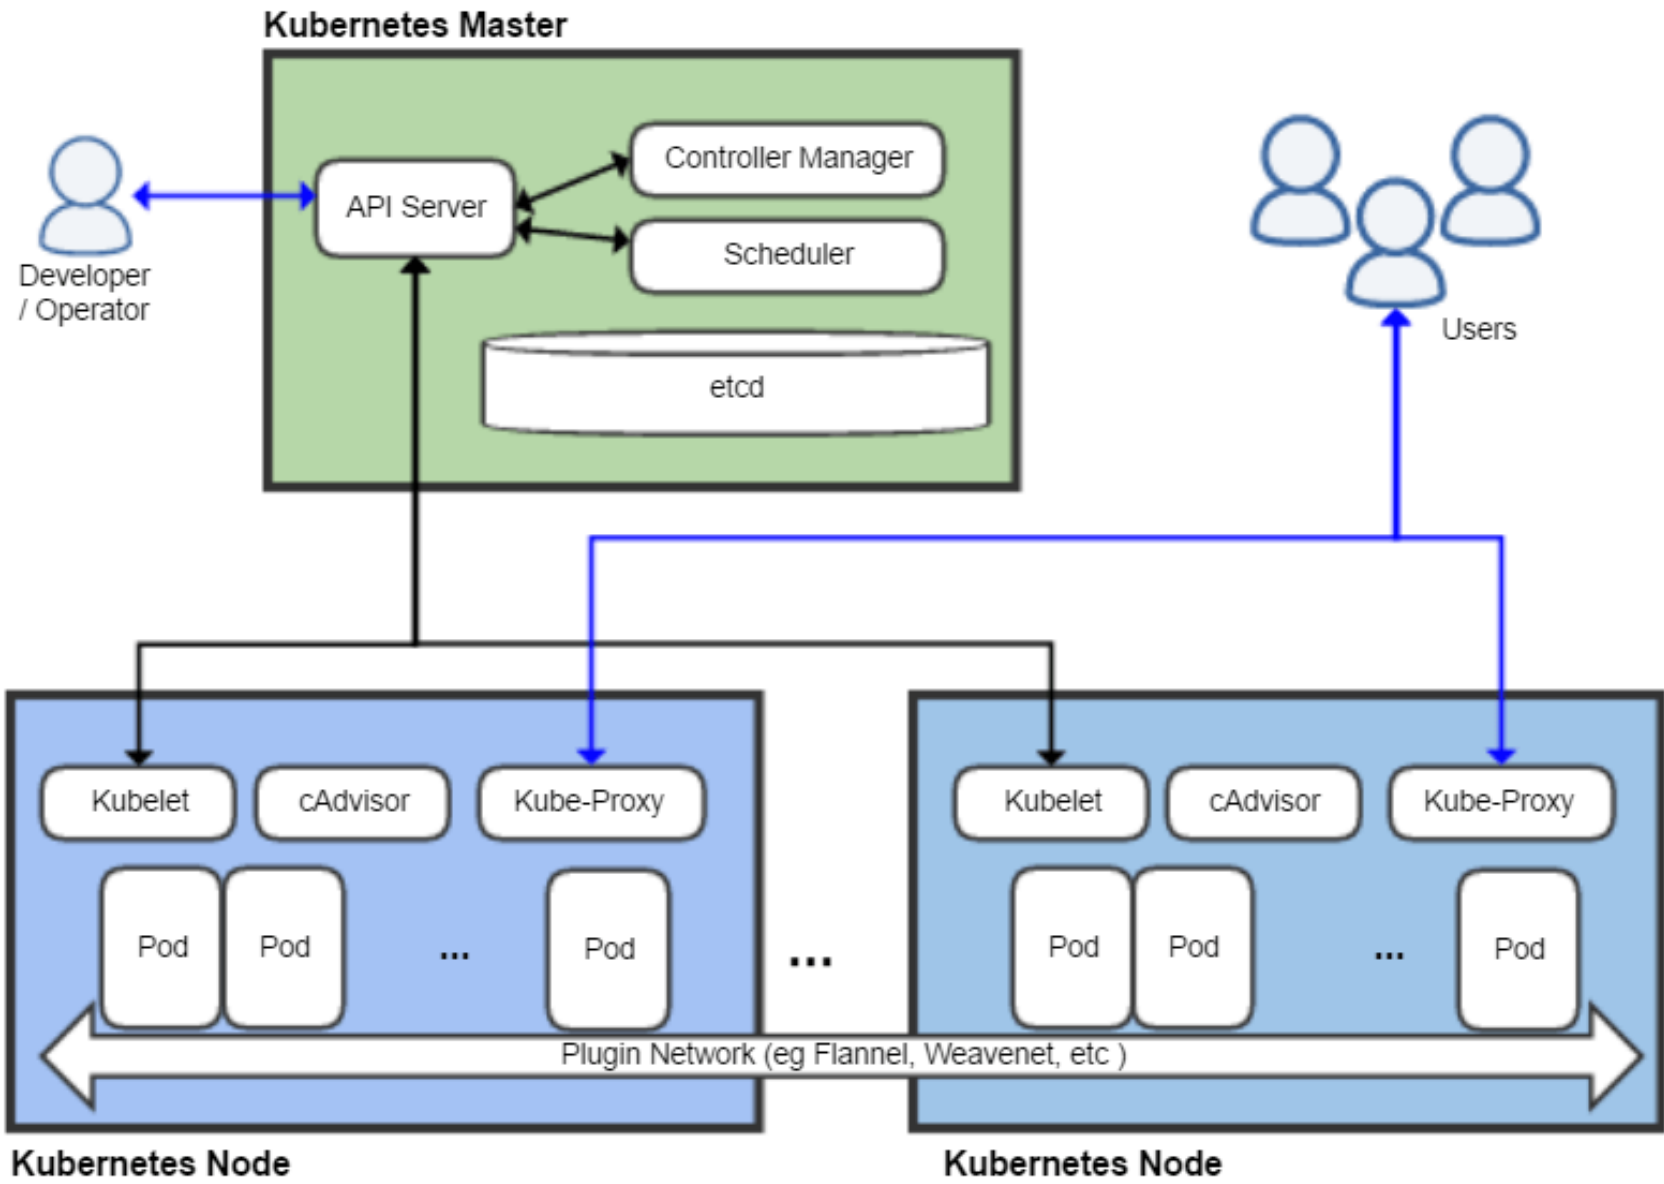 Kubernetes Master
Controller Manager
API Server
Scheduler
Developer
/ Operator
Users
etcd
Kubelet
cAdvisor
Kube-Proxy
Kubelet
cAdvisor
Kube-Proxy
Pod
Pod
...
Pod
...
Pod
Pod
...
Pod
Plugin Network (eg Flannel, Weavenet, etc )
Kubernetes Node
Kubernetes Node